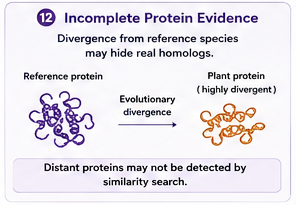 12 Incomplete Protein Evidence
Divergence from reference species
may hide real homologs.
Reference protein
Evolutionary
divergence
Plant protein
( highly divergent )
Distant proteins may not be detected by
similarity search.